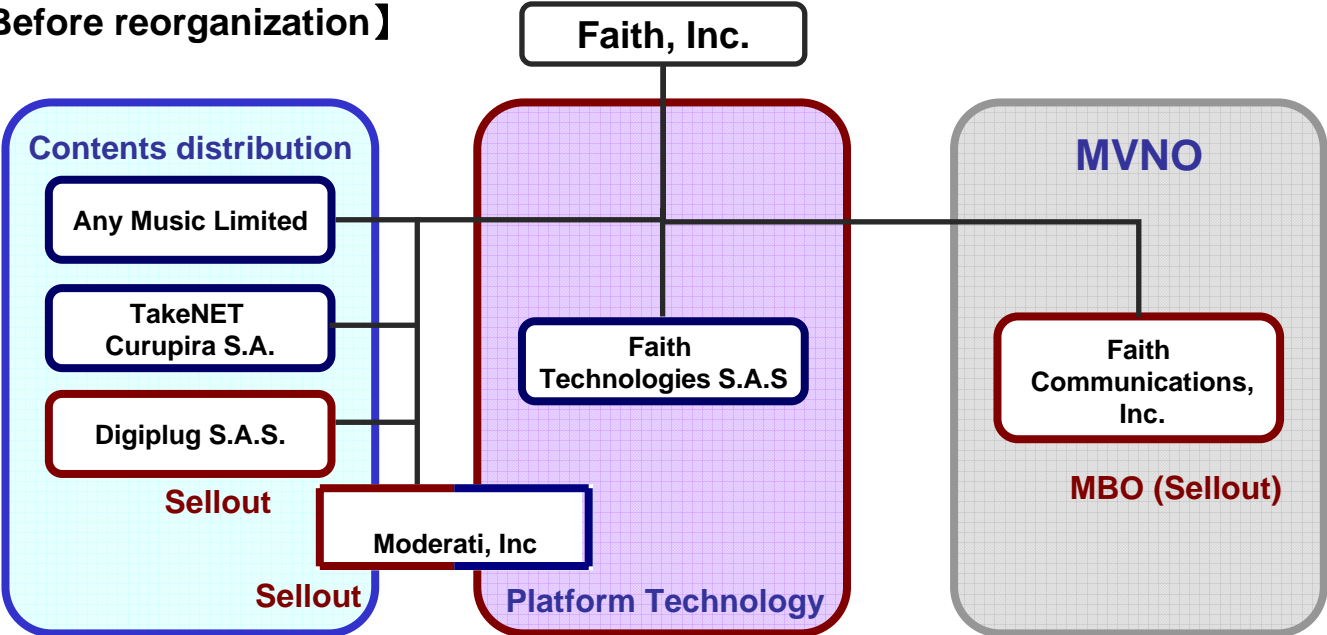 Before reorganization】
Faith, Inc.
Contents distribution
Any Music Limited
TakeNET
Curupira S.A.
Digiplug S.A.S.
Sellout
Moderati, Inc
Sellout
Faith
Technologies S.A.S
Platform Technology
MVNO
Faith
Communications,
Inc.
MBO (Sellout)